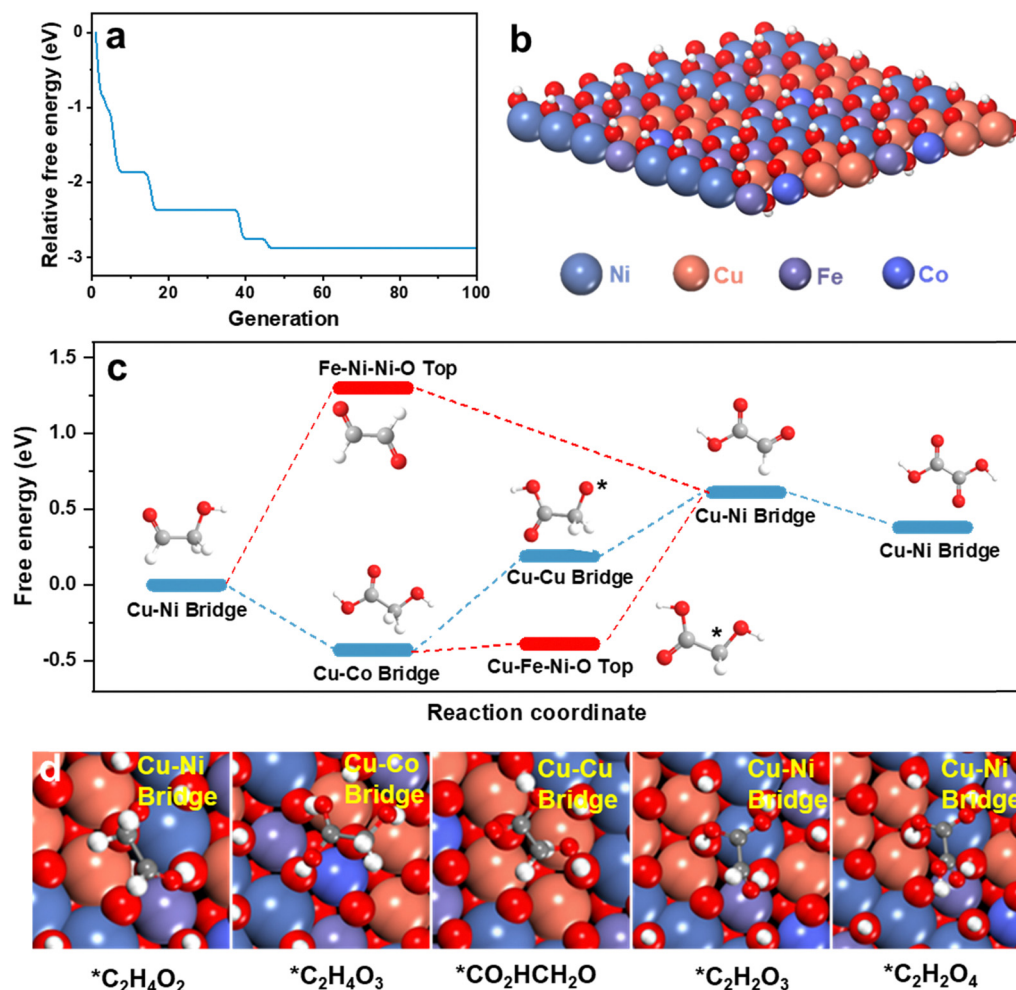 a
Relative free energy (eV)
0
-1
-2
-3
0
20
40
60
80
100
Generation
b
Ni
Cu
Fe
Co
c
Free energy (eV)
1.5
1.0
0.5
0.0
-0.5
Fe-Ni-Ni-O Top
Cu-Ni Bridge
Cu-Co Bridge
*
Cu-Cu Bridge
Cu-Fe-Ni-O Top
*
Cu-Ni Bridge
Cu-Ni Bridge
Reaction coordinate
d
Cu-Ni
Bridge
Cu-Co
Bridge
Cu-Cu
Bridge
Cu-Ni
Bridge
Cu-Ni
Bridge
*C₂H₄O₂
*C₂H₄O₃
*CO₂HCH₂O
*C₂H₂O₃
*C₂H₂O₄